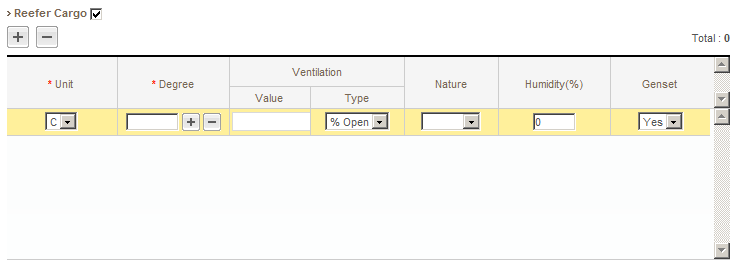 › Reefer Cargo
Total : 0
* Unit
* Degree
Ventilation
Value
Type
Nature
Humidity(%)
Genset
C
% Open
0
Yes